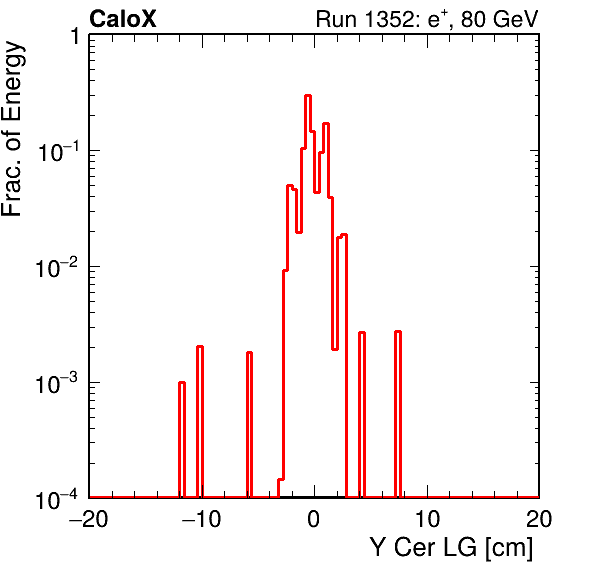 CaloX Run 1352: e⁺, 80 GeV
Frac. of Energy
1
10⁻¹
10⁻²
10⁻³
10⁻⁴
−20 −10 0 10 20
Y Cer LG [cm]